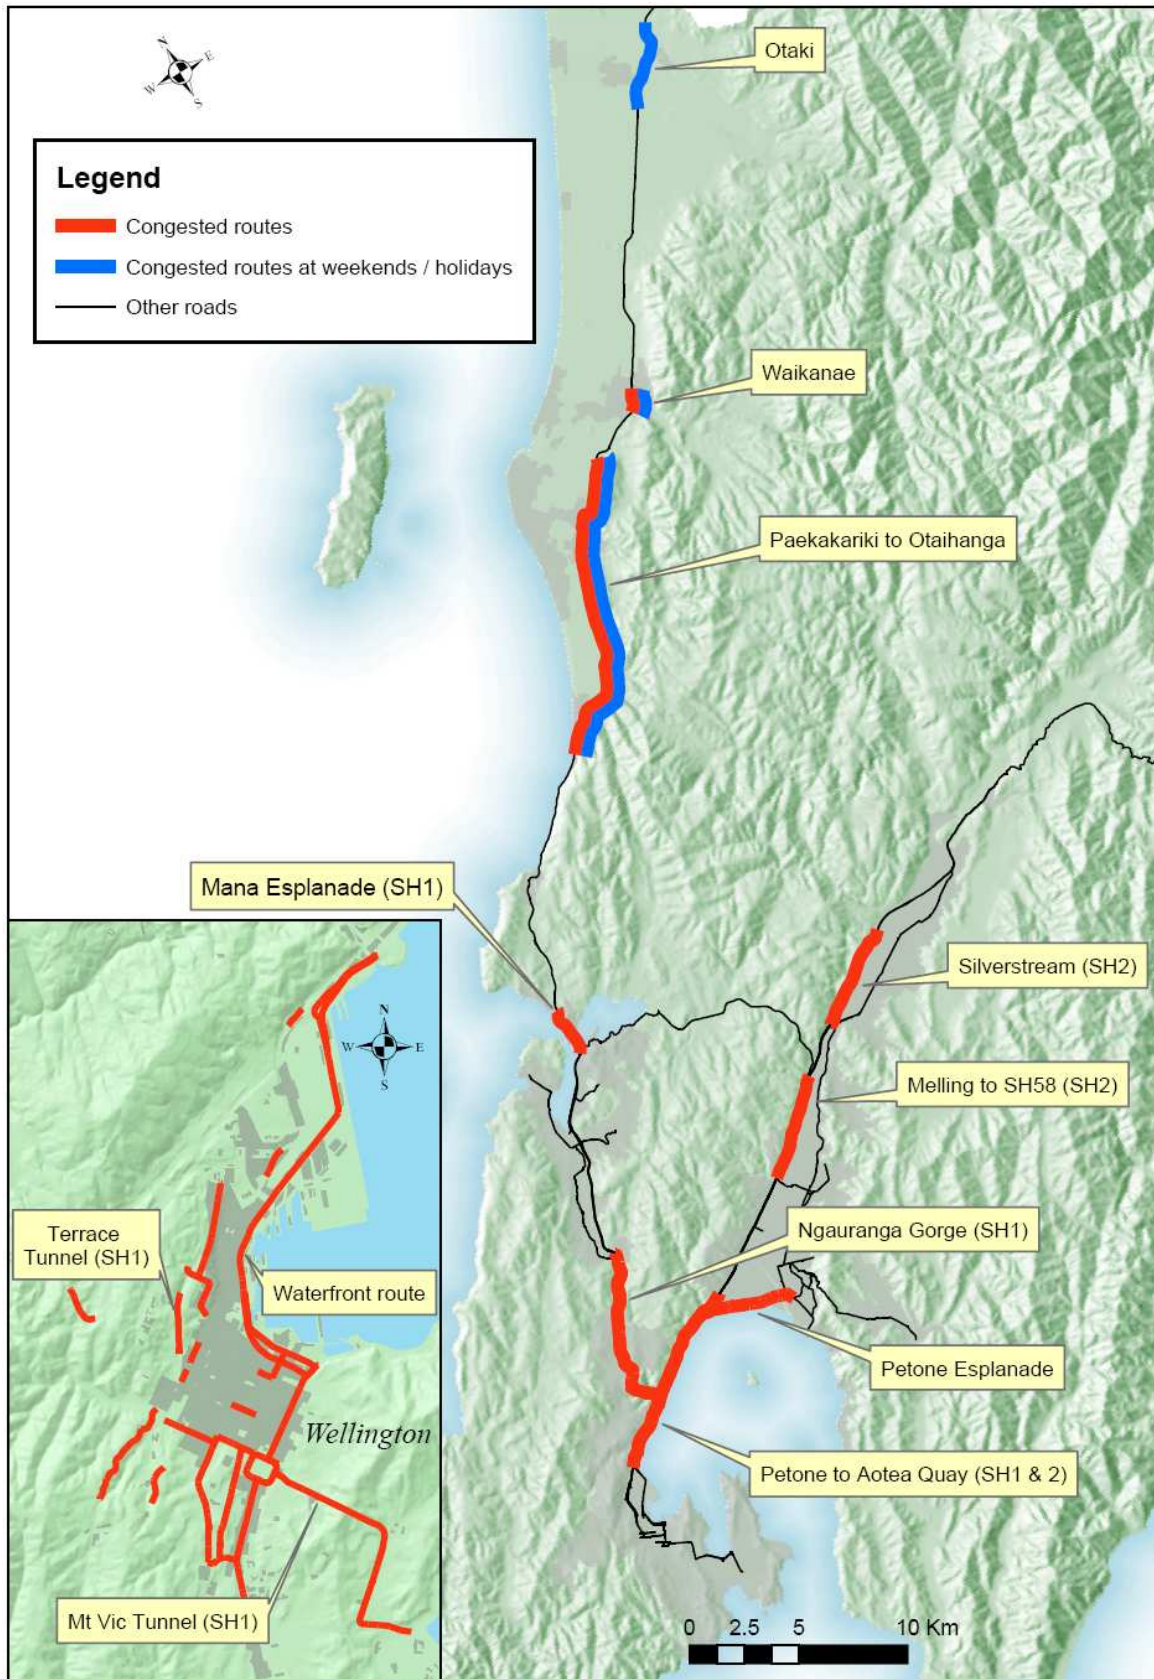 N
E
W
S
Otaki
Legend
Congested routes
Congested routes at weekends / holidays
Other roads
Waikanae
Paekakariki to Otaihanga
Mana Esplanade (SH1)
Silverstream (SH2)
Melling to SH58 (SH2)
Ngauranga Gorge (SH1)
Petone Esplanade
Petone to Aotea Quay (SH1 & 2)
N
W
E
S
Terrace
Tunnel (SH1)
Waterfront route
Wellington
Mt Vic Tunnel (SH1)
0 2.5 5 10 Km